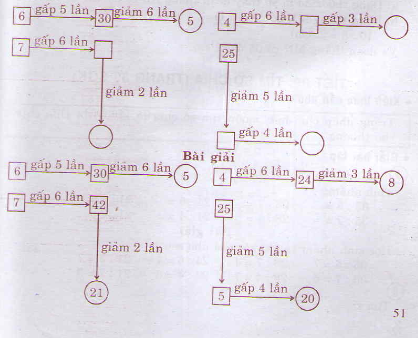 6 gấp 5 lần 30 giảm 6 lần 5
4 gấp 6 lần gấp 3 lần
7 gấp 6 lần
giảm 2 lần
25
giảm 5 lần
gấp 4 lần
Bài giải
6 gấp 5 lần 30 giảm 6 lần 5
4 gấp 6 lần 24 giảm 3 lần 8
7 gấp 6 lần 42
giảm 2 lần
21
25
giảm 5 lần
5 gấp 4 lần 20
51